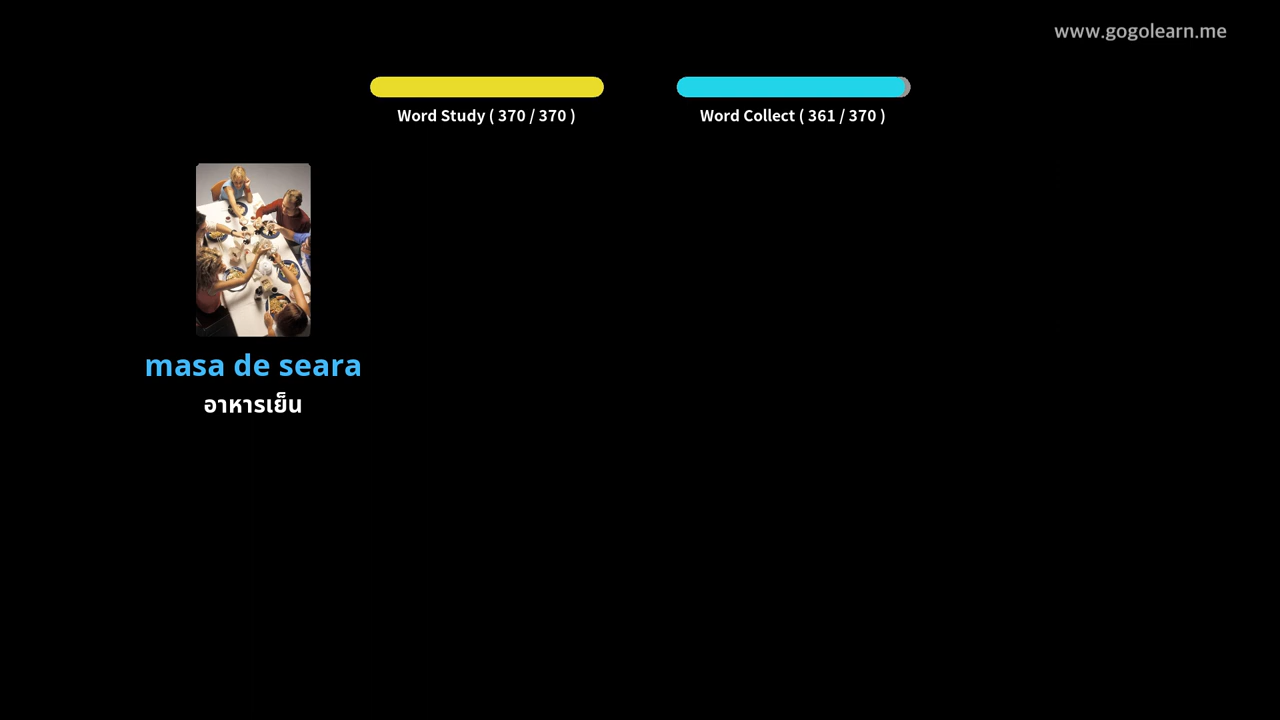 www.gogolearn.me
Word Study ( 370 / 370 )
Word Collect ( 361 / 370 )
masa de seara
อาหารเย็น